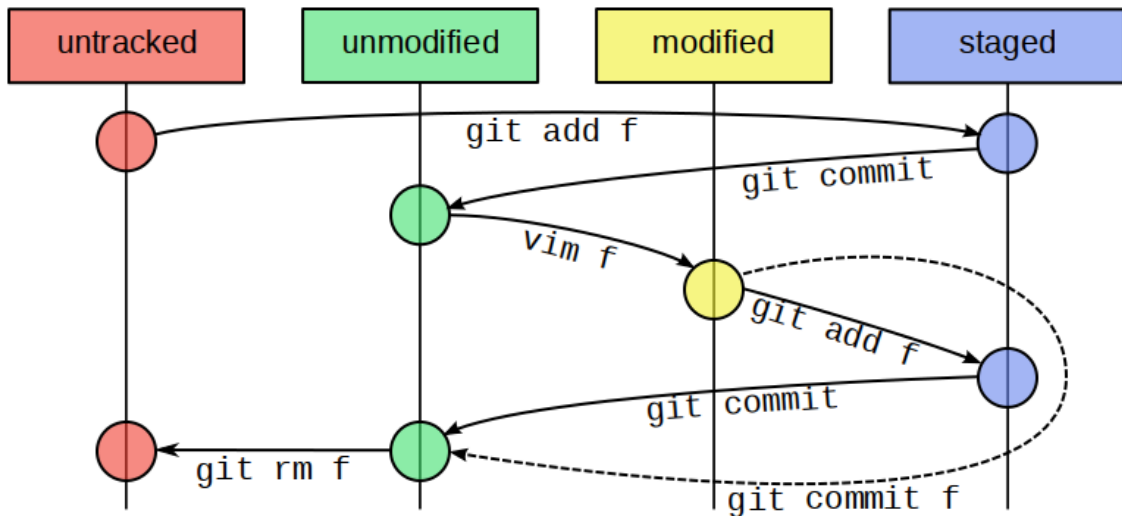 untracked
unmodified
modified
staged
git add f
git commit
vim f
git add f
git commit
git rm f
git commit f